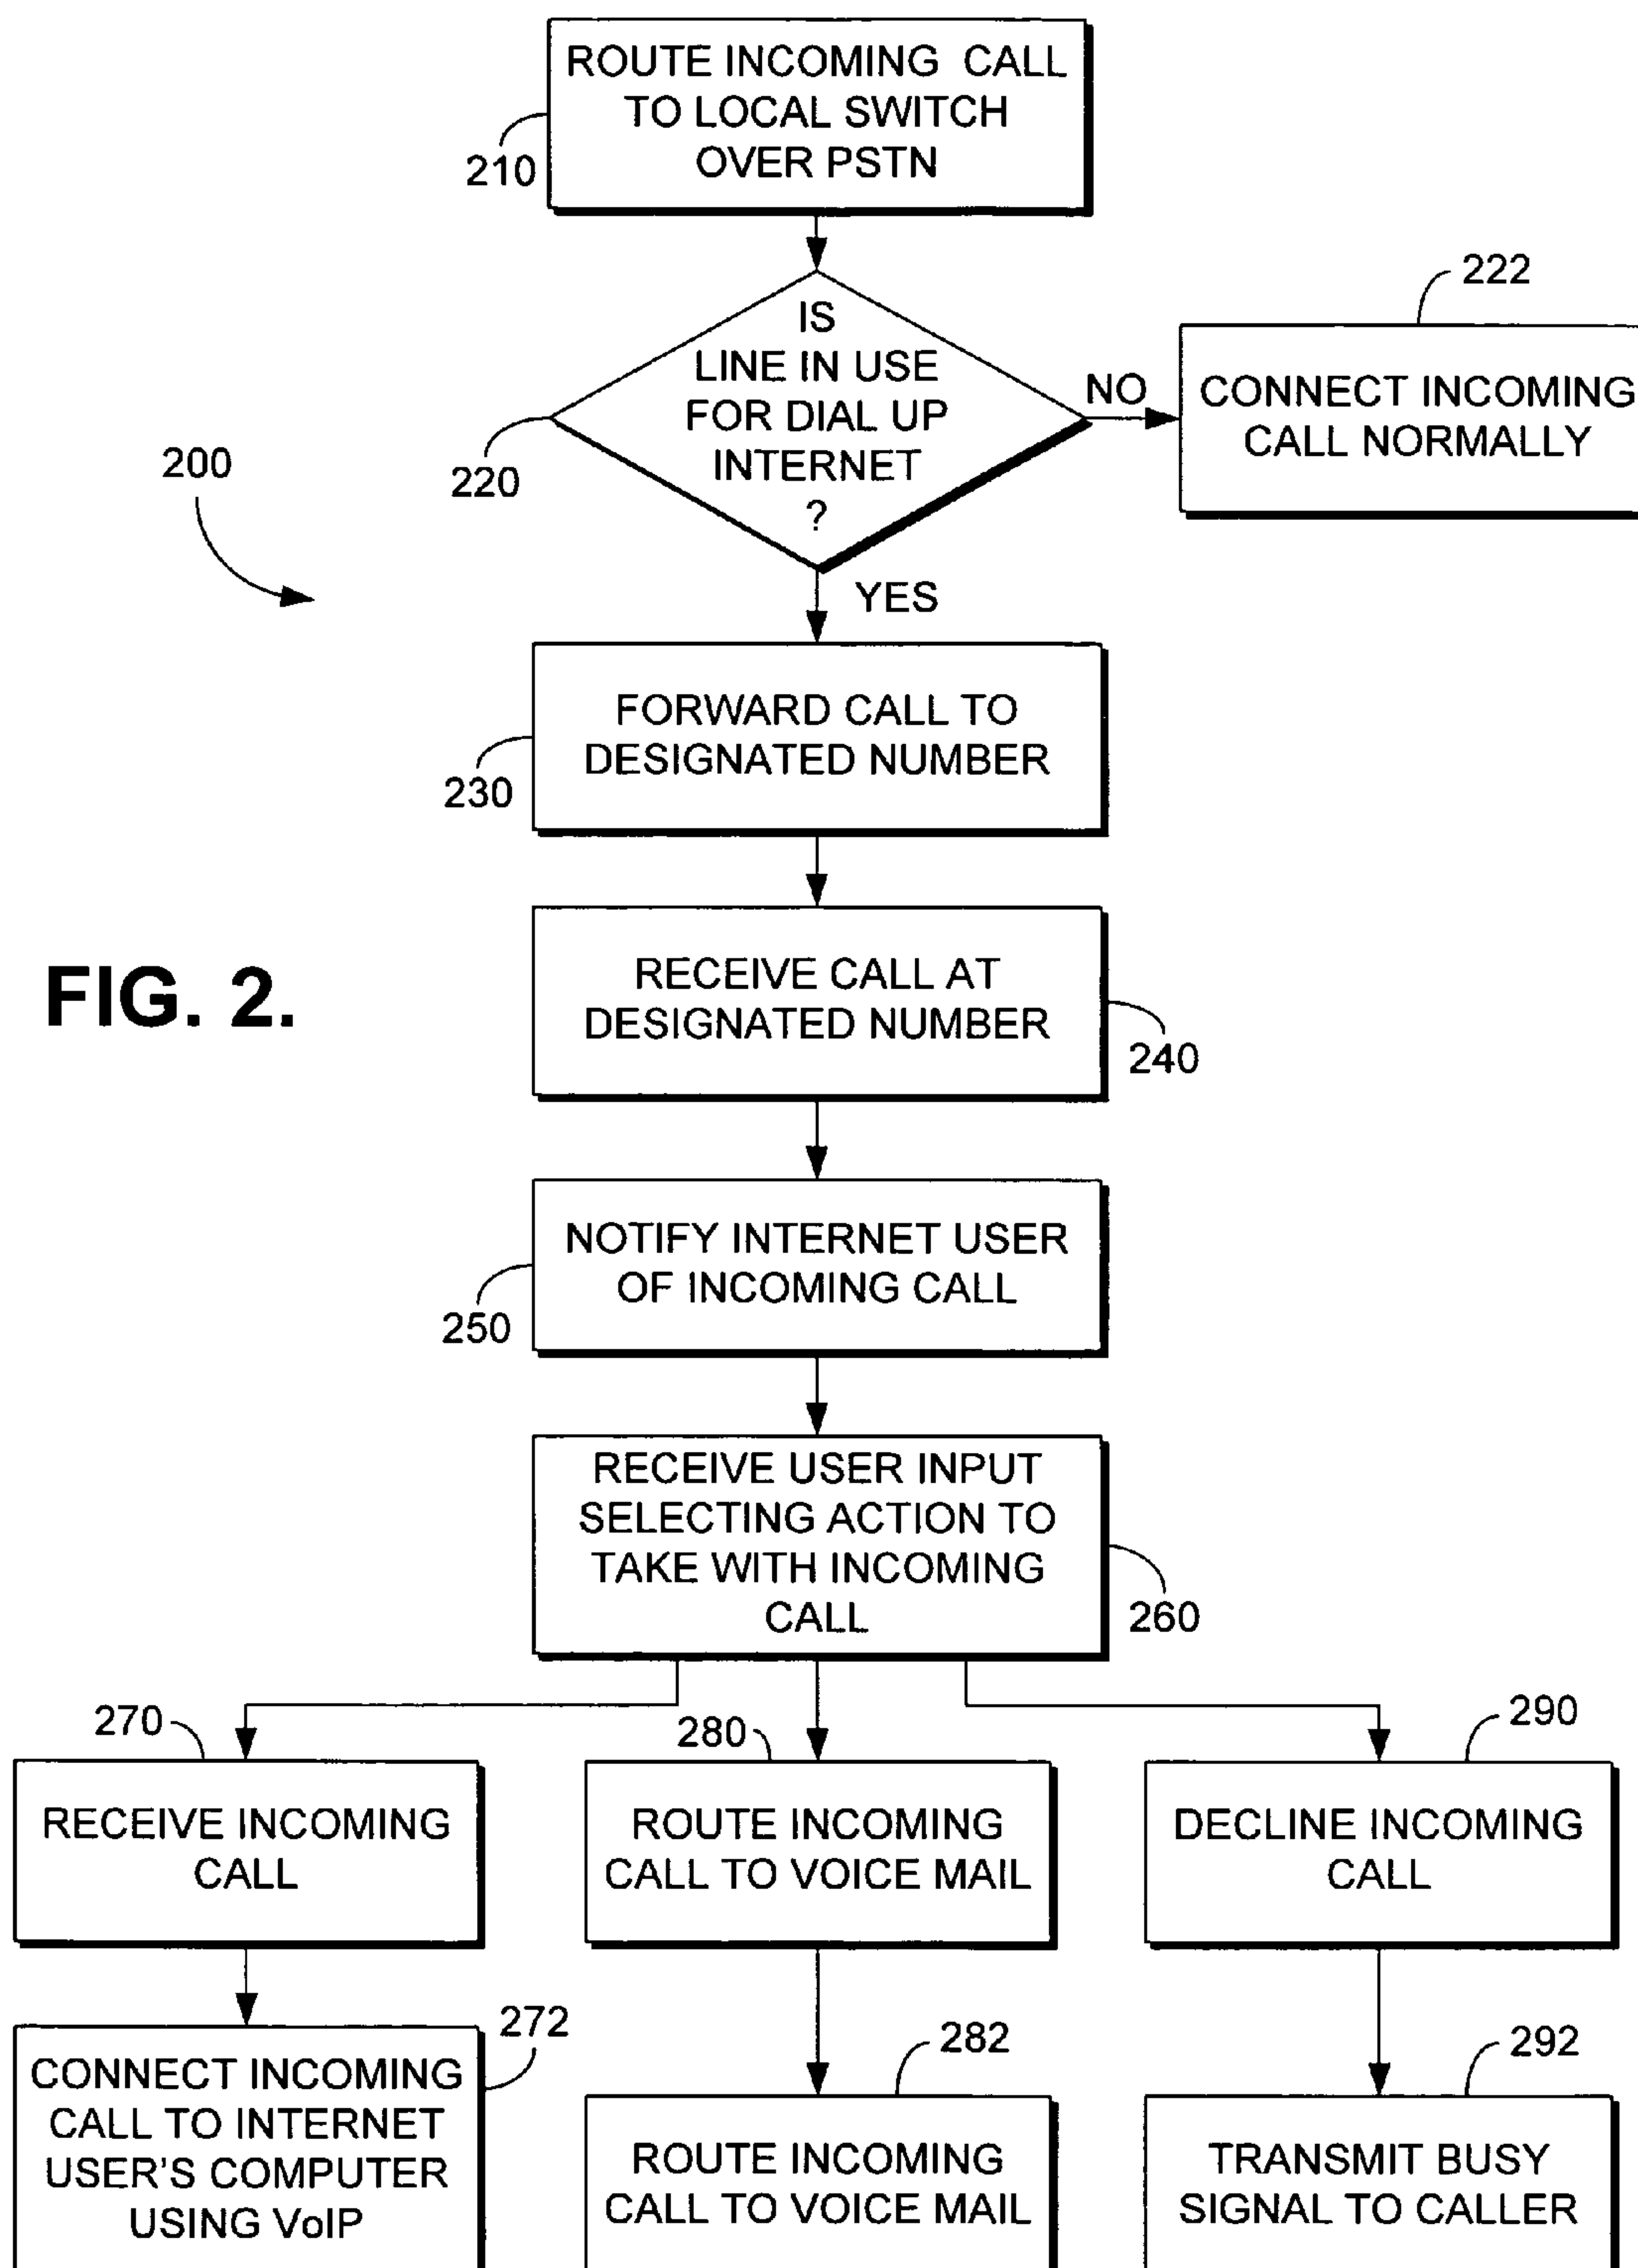 ROUTE INCOMING CALL
TO LOCAL SWITCH
OVER PSTN
210
IS
LINE IN USE
FOR DIAL UP
INTERNET
?
220
NO
222
CONNECT INCOMING
CALL NORMALLY
200
YES
FORWARD CALL TO
DESIGNATED NUMBER
230
FIG. 2.
RECEIVE CALL AT
DESIGNATED NUMBER
240
NOTIFY INTERNET USER
OF INCOMING CALL
250
RECEIVE USER INPUT
SELECTING ACTION TO
TAKE WITH INCOMING
CALL
260
270
RECEIVE INCOMING
CALL
280
ROUTE INCOMING
CALL TO VOICE MAIL
290
DECLINE INCOMING
CALL
272
CONNECT INCOMING
CALL TO INTERNET
USER'S COMPUTER
USING VoIP
282
ROUTE INCOMING
CALL TO VOICE MAIL
292
TRANSMIT BUSY
SIGNAL TO CALLER